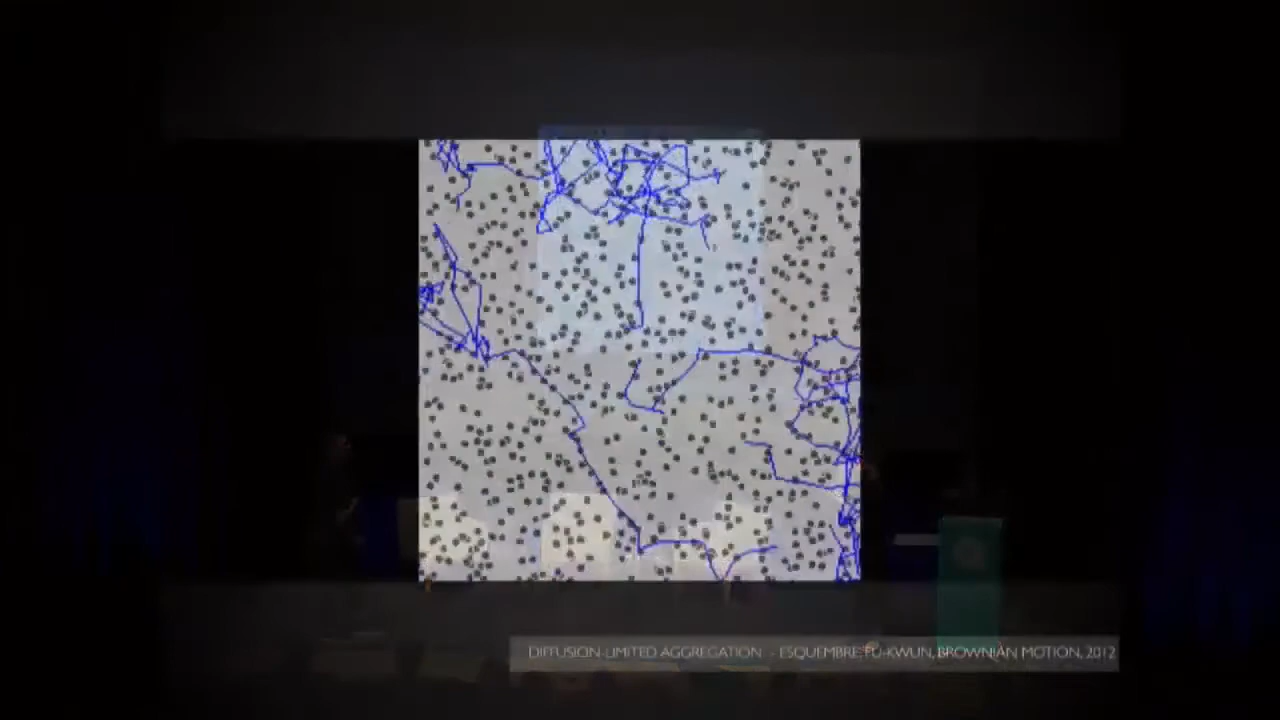 DIFFUSION-LIMITED AGGREGATION - ESQUEMBRE, FU-KWUN, BROWNIAN MOTION, 2012